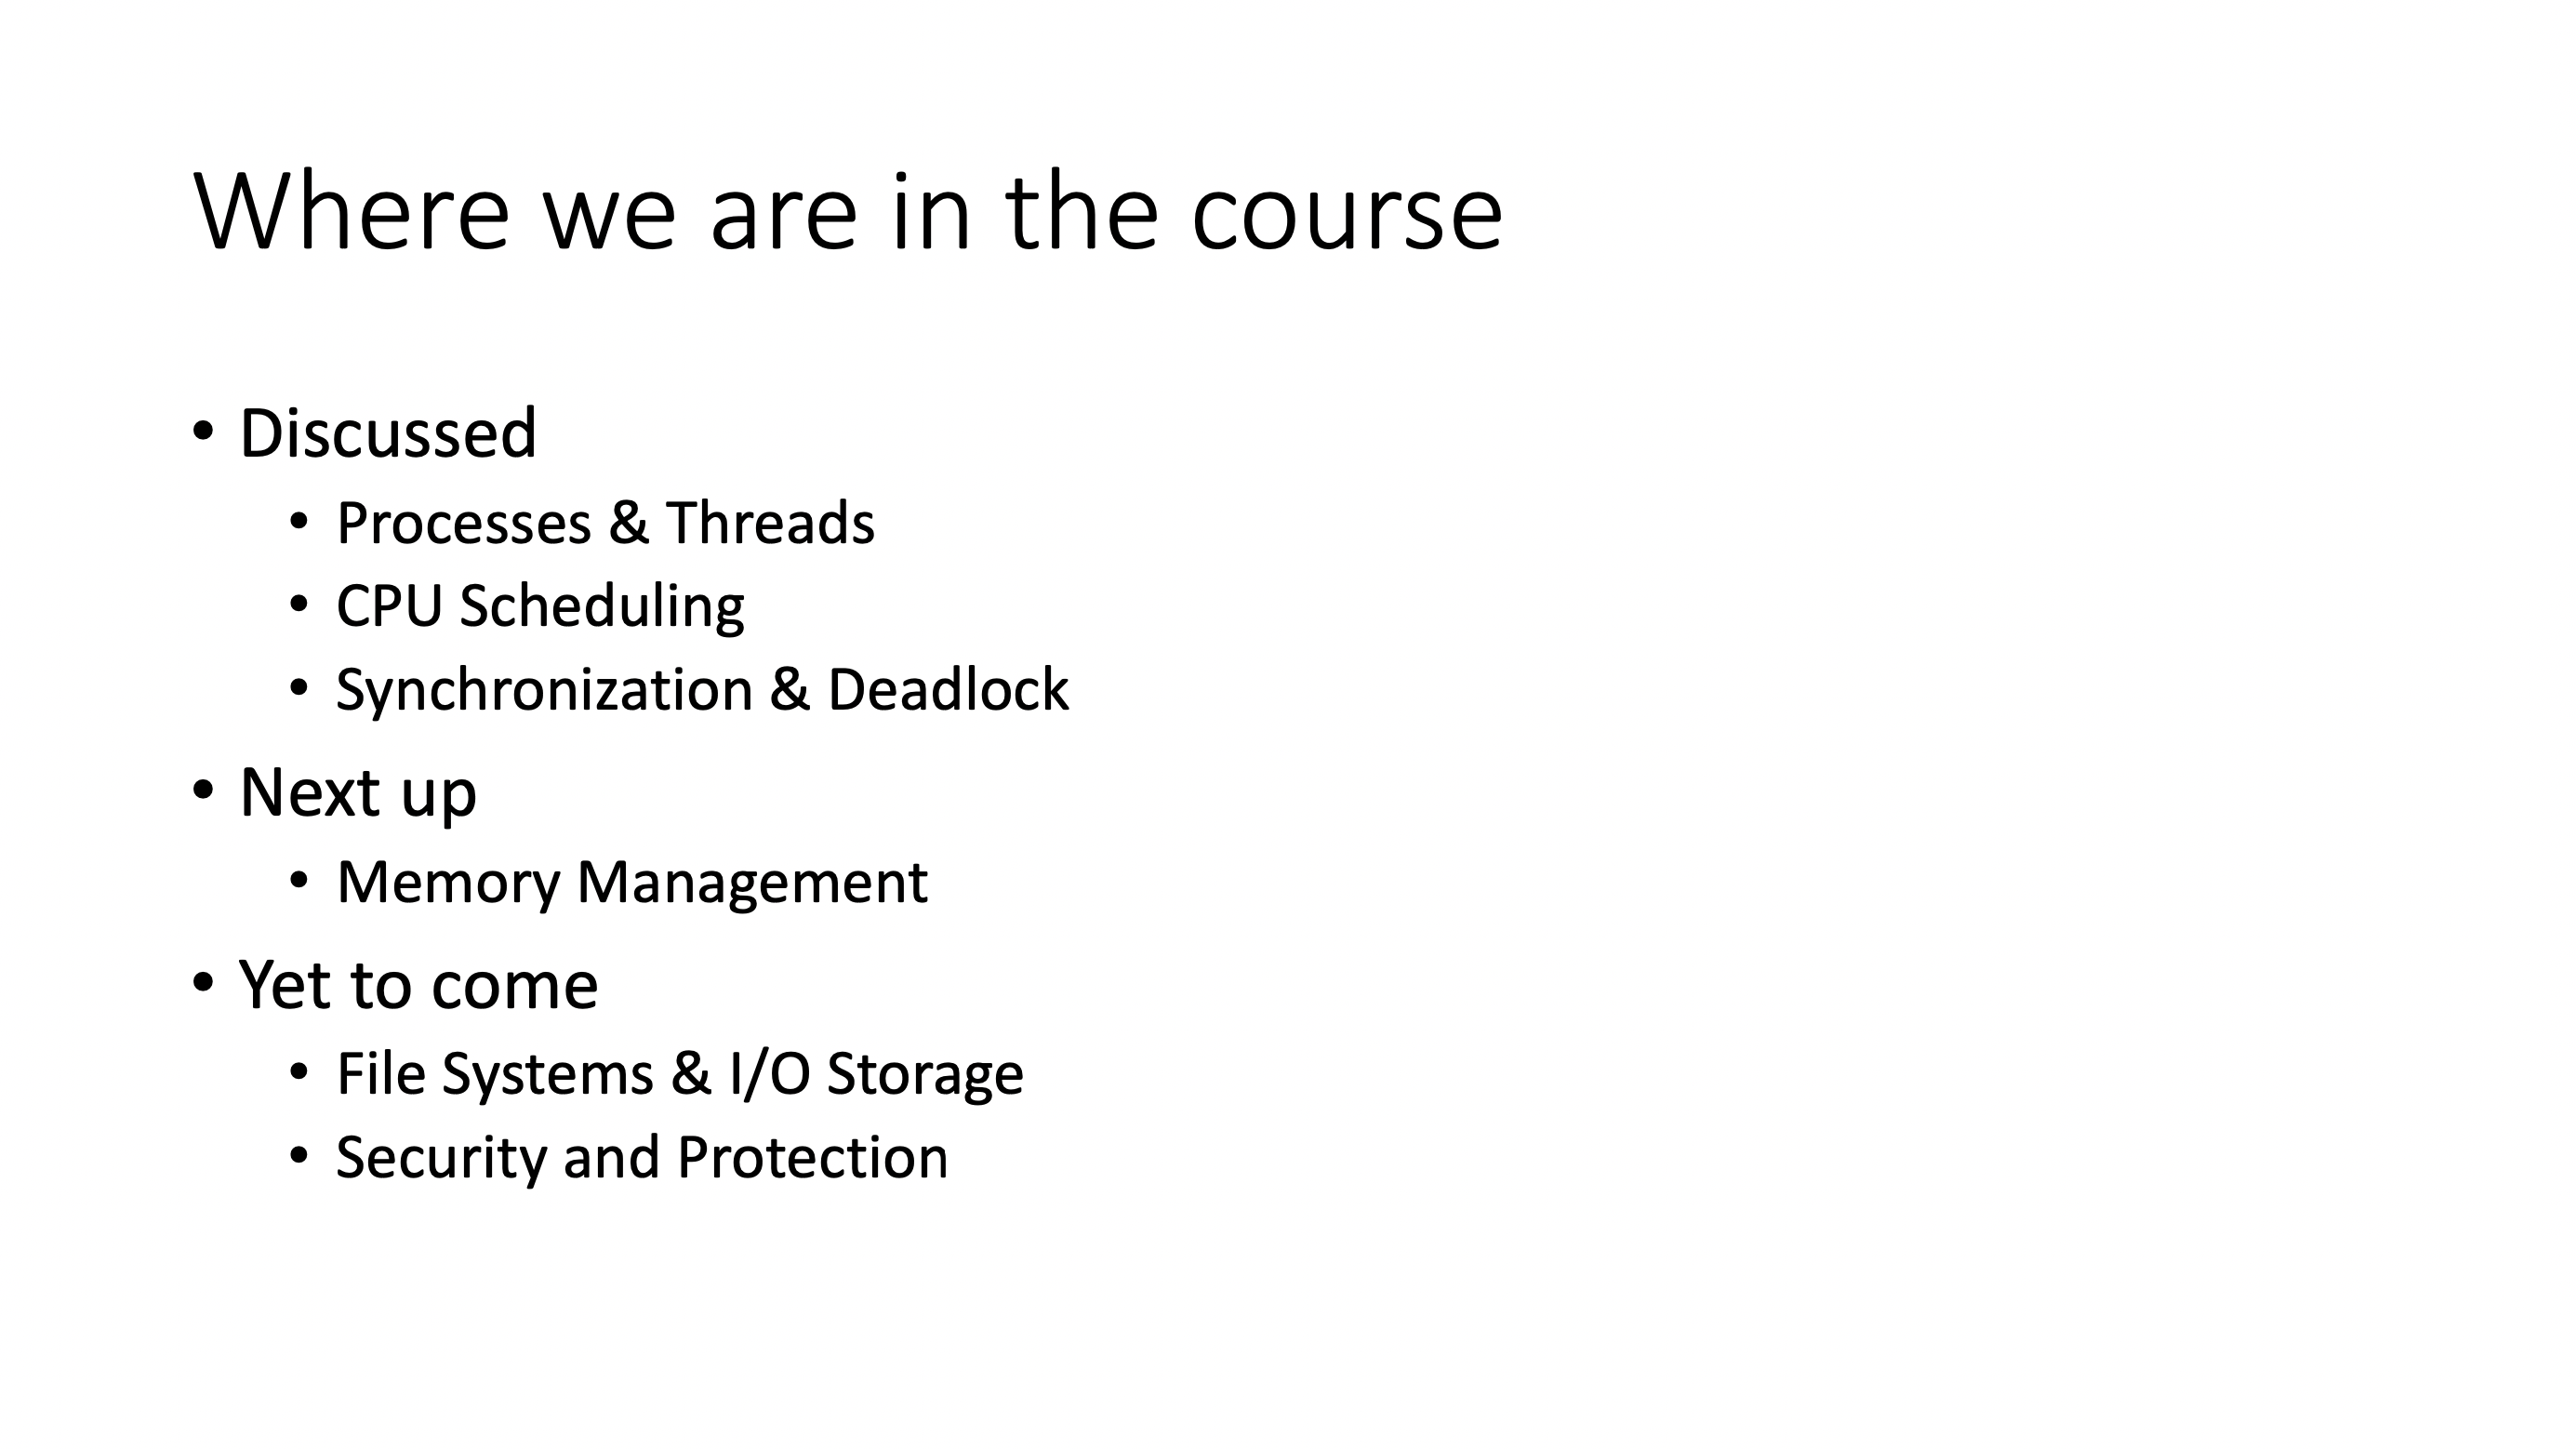 Where we are in the course
• Discussed
• Processes & Threads
• CPU Scheduling
• Synchronization & Deadlock
• Next up
• Memory Management
• Yet to come
• File Systems & I/O Storage
• Security and Protection